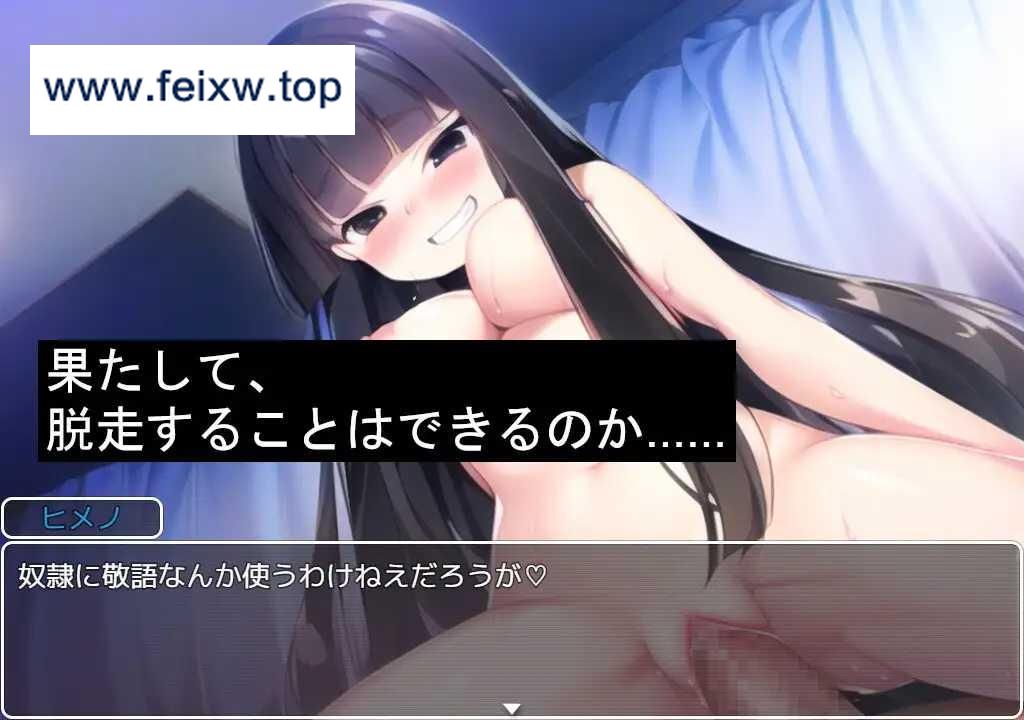 www.feixw.top
果たして、
脱走することはできるのか……
ヒメノ
奴隷に敬語なんか使うわけねえだろうが♡